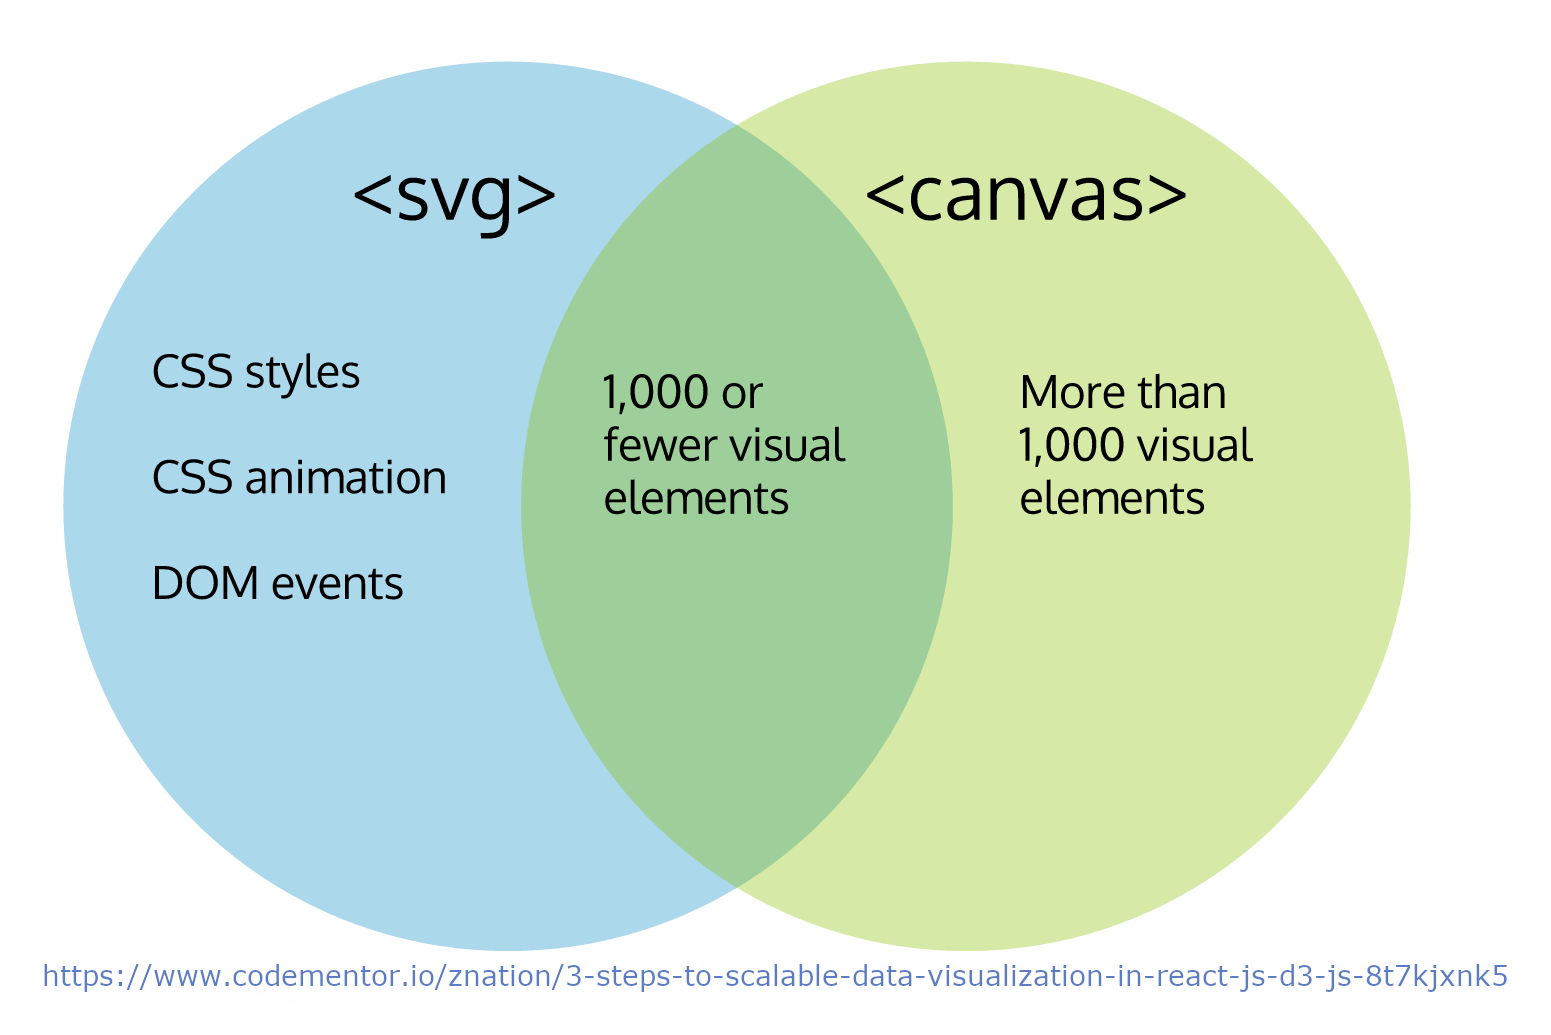 <svg>
<canvas>
CSS styles
CSS animation
DOM events
1,000 or
fewer visual
elements
More than
1,000 visual
elements
https://www.codementor.io/znation/3-steps-to-scalable-data-visualization-in-react-js-d3-js-8t7kjxnk5